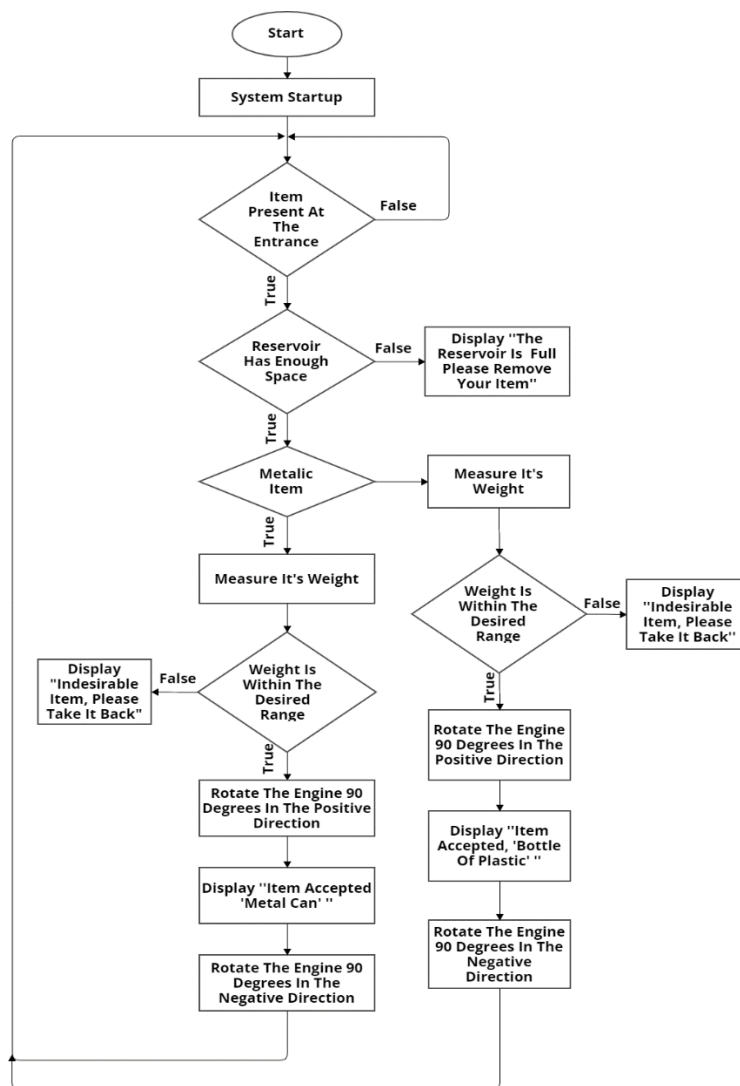 Start
System Startup
Item
Present At
The
Entrance
False
True
Reservoir
Has Enough
Space
False
Display "The
Reservoir Is Full
Please Remove
Your Item"
True
Metalic
Item
Measure It's
Weight
True
Measure It's Weight
Weight Is
Within The
Desired
Range
False
Display
"Indesirable
Item, Please
Take It Back"
True
Weight Is
Within The
Desired
Range
False
Display
"Indesirable
Item, Please
Take It Back"
True
Rotate The Engine 90
Degrees In The Positive
Direction
Rotate The Engine
90 Degrees In The
Positive Direction
Display "Item Accepted
'Metal Can' "
Display "Item
Accepted, 'Bottle
Of Plastic' "
Rotate The Engine 90
Degrees In The
Negative Direction
Rotate The Engine
90 Degrees In The
Negative
Direction